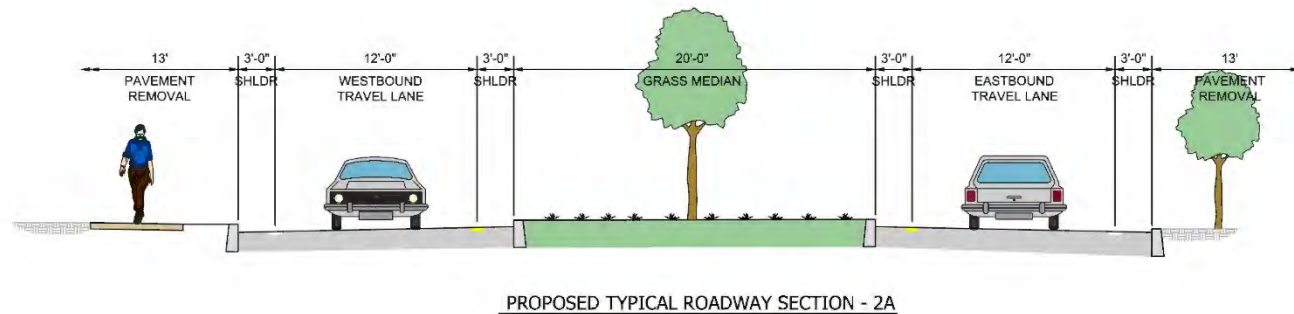 13' 3'-0" 12'-0" 3'-0" 20'-0" 3'-0" 12'-0" 3'-0" 13'
PAVEMENT SHLDR WESTBOUND SHLDR GRASS MEDIAN SHLDR EASTBOUND SHLDR PAVEMENT
REMOVAL TRAVEL LANE TRAVEL LANE REMOVAL
PROPOSED TYPICAL ROADWAY SECTION - 2A